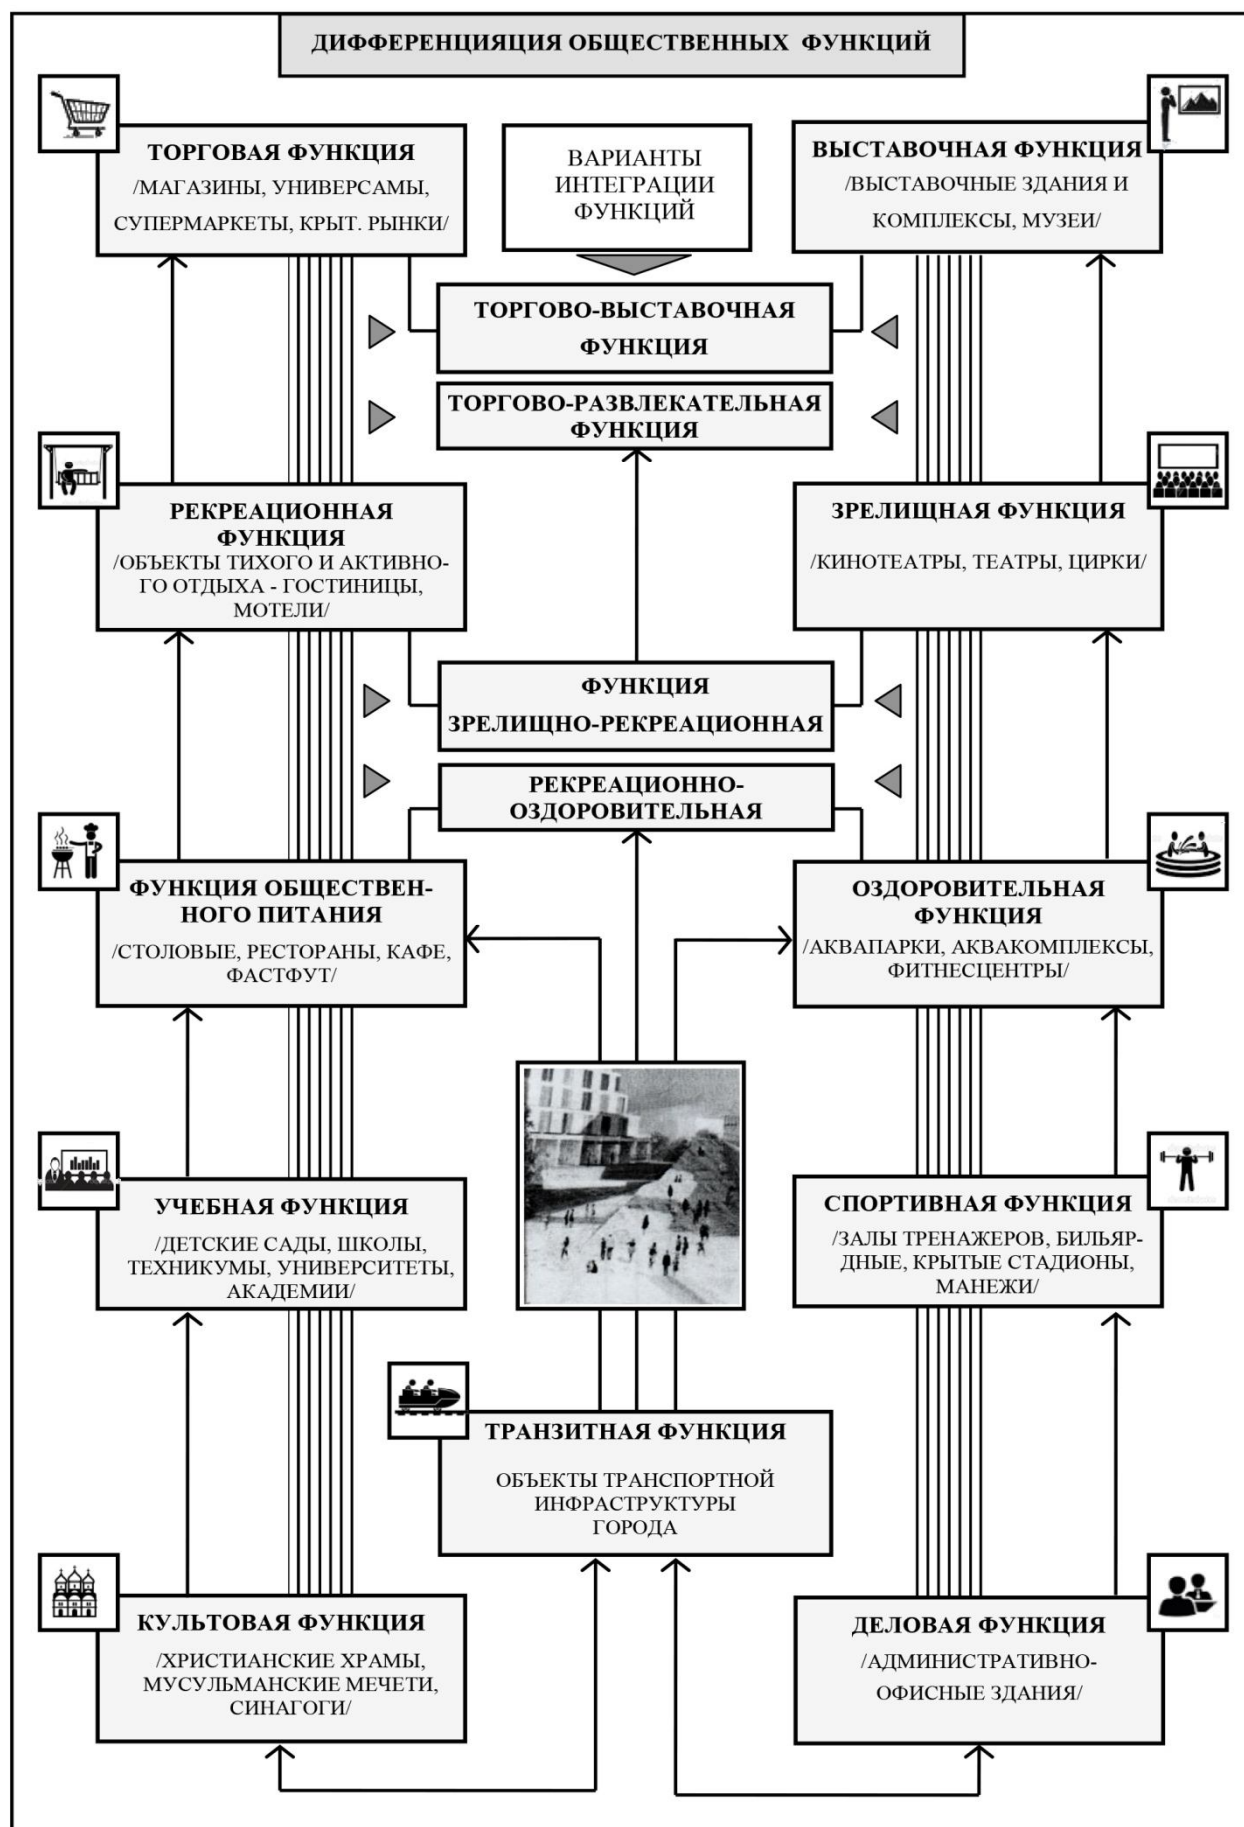 ДИФФЕРЕНЦИЯЦИЯ ОБЩЕСТВЕННЫХ ФУНКЦИЙ
ТОРГОВАЯ ФУНКЦИЯ
/МАГАЗИНЫ, УНИВЕРСАМЫ,
СУПЕРМАРКЕТЫ, КРЫТ. РЫНКИ/
ВАРИАНТЫ
ИНТЕГРАЦИИ
ФУНКЦИЙ
ВЫСТАВОЧНАЯ ФУНКЦИЯ
/ВЫСТАВОЧНЫЕ ЗДАНИЯ И
КОМПЛЕКСЫ, МУЗЕИ/
ТОРГОВО-ВЫСТАВОЧНАЯ
ФУНКЦИЯ
ТОРГОВО-РАЗВЛЕКАТЕЛЬНАЯ
ФУНКЦИЯ
РЕКРЕАЦИОННАЯ
ФУНКЦИЯ
/ОБЪЕКТЫ ТИХОГО И АКТИВНО-
ГО ОТДЫХА - ГОСТИНИЦЫ,
МОТЕЛИ/
ЗРЕЛИЩНАЯ ФУНКЦИЯ
/КИНОТЕАТРЫ, ТЕАТРЫ, ЦИРКИ/
ФУНКЦИЯ
ЗРЕЛИЩНО-РЕКРЕАЦИОННАЯ
РЕКРЕАЦИОННО-
ОЗДОРОВИТЕЛЬНАЯ
ФУНКЦИЯ ОБЩЕСТВЕН-
НОГО ПИТАНИЯ
/СТОЛОВЫЕ, РЕСТОРАНЫ, КАФЕ,
ФАСТФУТ/
ОЗДОРОВИТЕЛЬНАЯ
ФУНКЦИЯ
/АКВАПАРКИ, АКВАКОМПЛЕКСЫ,
ФИТНЕСЦЕНТРЫ/
УЧЕБНАЯ ФУНКЦИЯ
/ДЕТСКИЕ САДЫ, ШКОЛЫ,
ТЕХНИКУМЫ, УНИВЕРСИТЕТЫ,
АКАДЕМИИ/
СПОРТИВНАЯ ФУНКЦИЯ
/ЗАЛЫ ТРЕНАЖЕРОВ, БИЛЬЯР-
ДНЫЕ, КРЫТЫЕ СТАДИОНЫ,
МАНЕЖИ/
ТРАНЗИТНАЯ ФУНКЦИЯ
ОБЪЕКТЫ ТРАНСПОРТНОЙ
ИНФРАСТРУКТУРЫ
ГОРОДА
КУЛЬТОВАЯ ФУНКЦИЯ
/ХРИСТИАНСКИЕ ХРАМЫ,
МУСУЛЬМАНСКИЕ МЕЧЕТИ,
СИНАГОГИ/
ДЕЛОВАЯ ФУНКЦИЯ
/АДМИНИСТРАТИВНО-
ОФИСНЫЕ ЗДАНИЯ/